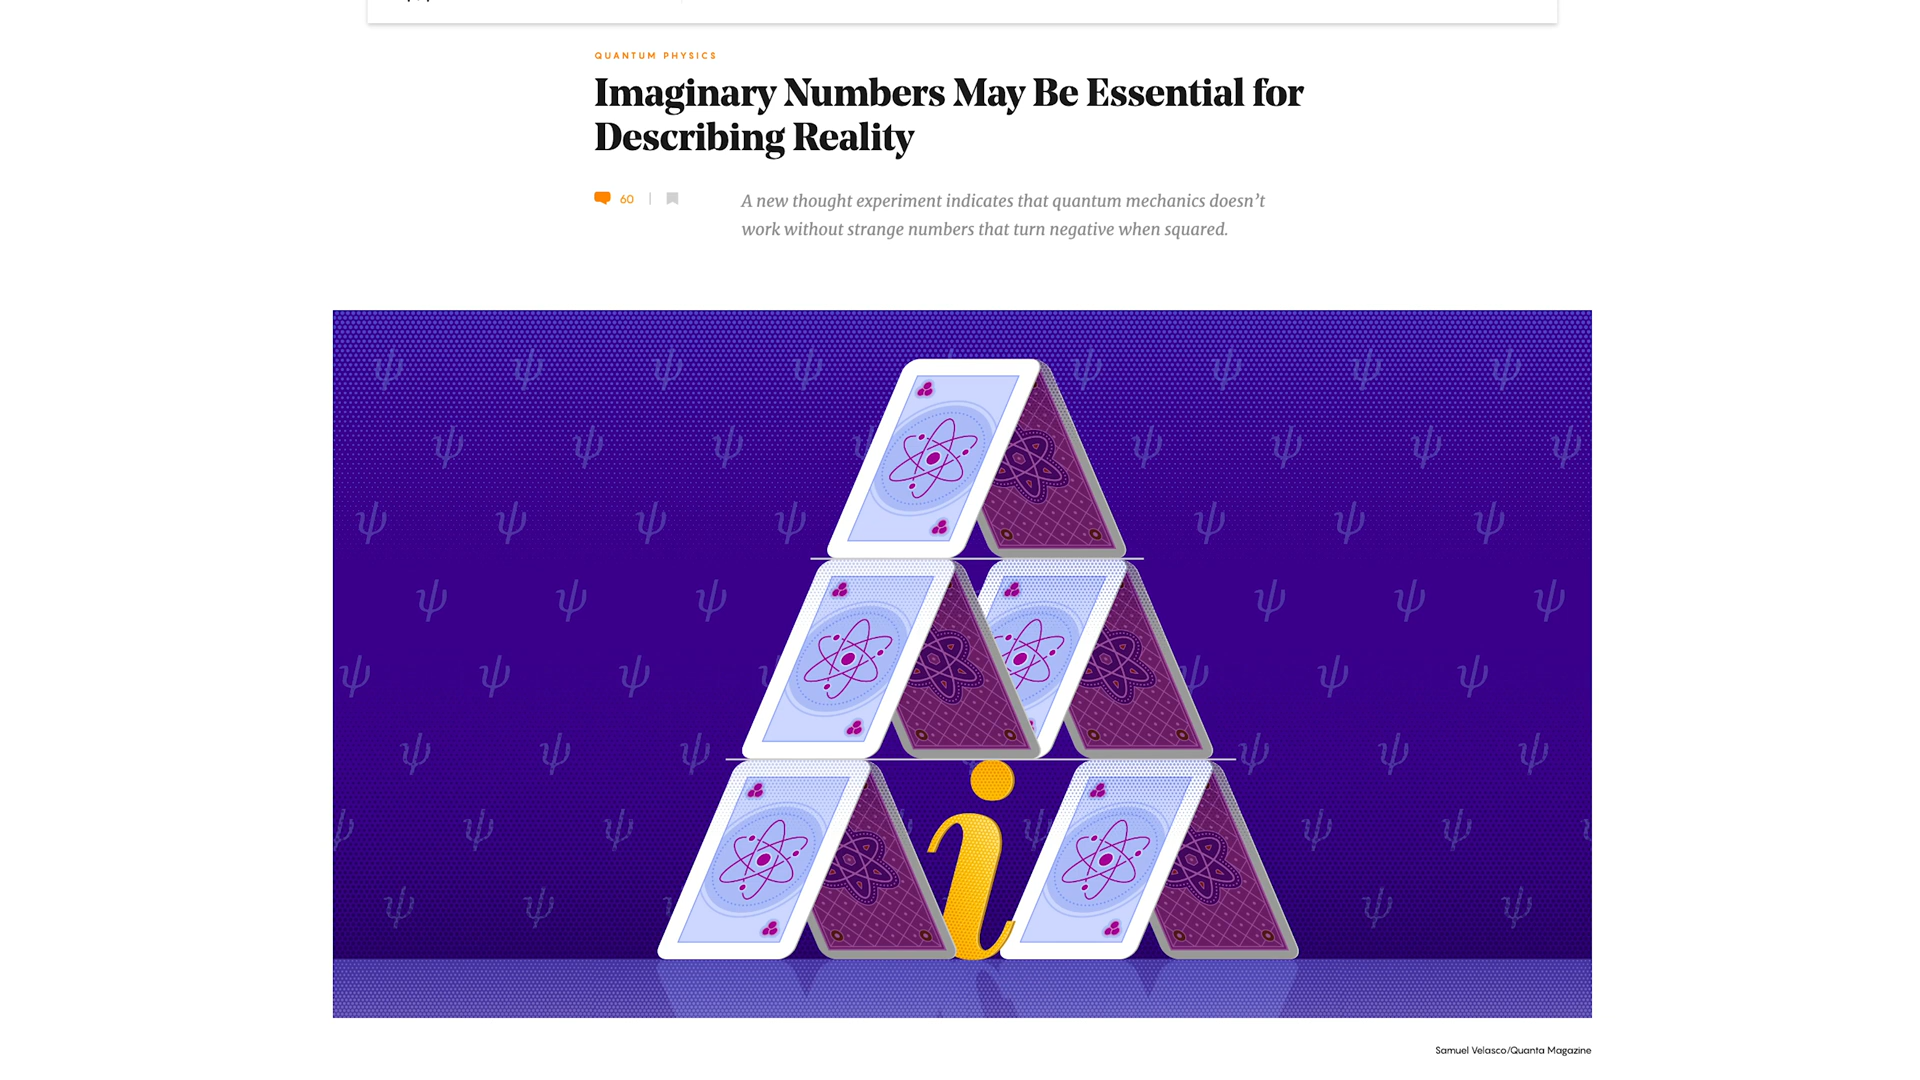 QUANTUM PHYSICS
Imaginary Numbers May Be Essential for
Describing Reality
60
A new thought experiment indicates that quantum mechanics doesn’t
work without strange numbers that turn negative when squared.
ψ ψ ψ ψ ψ ψ ψ ψ
ψ ψ ψ ψ ψ ψ ψ
ψ ψ ψ ψ ψ ψ ψ
ψ ψ ψ ψ ψ ψ
ψ ψ ψ ψ ψ ψ
ψ ψ ψ ψ ψ ψ
i
ψ ψ ψ ψ ψ
ψ ψ ψ ψ
Samuel Velasco/Quanta Magazine